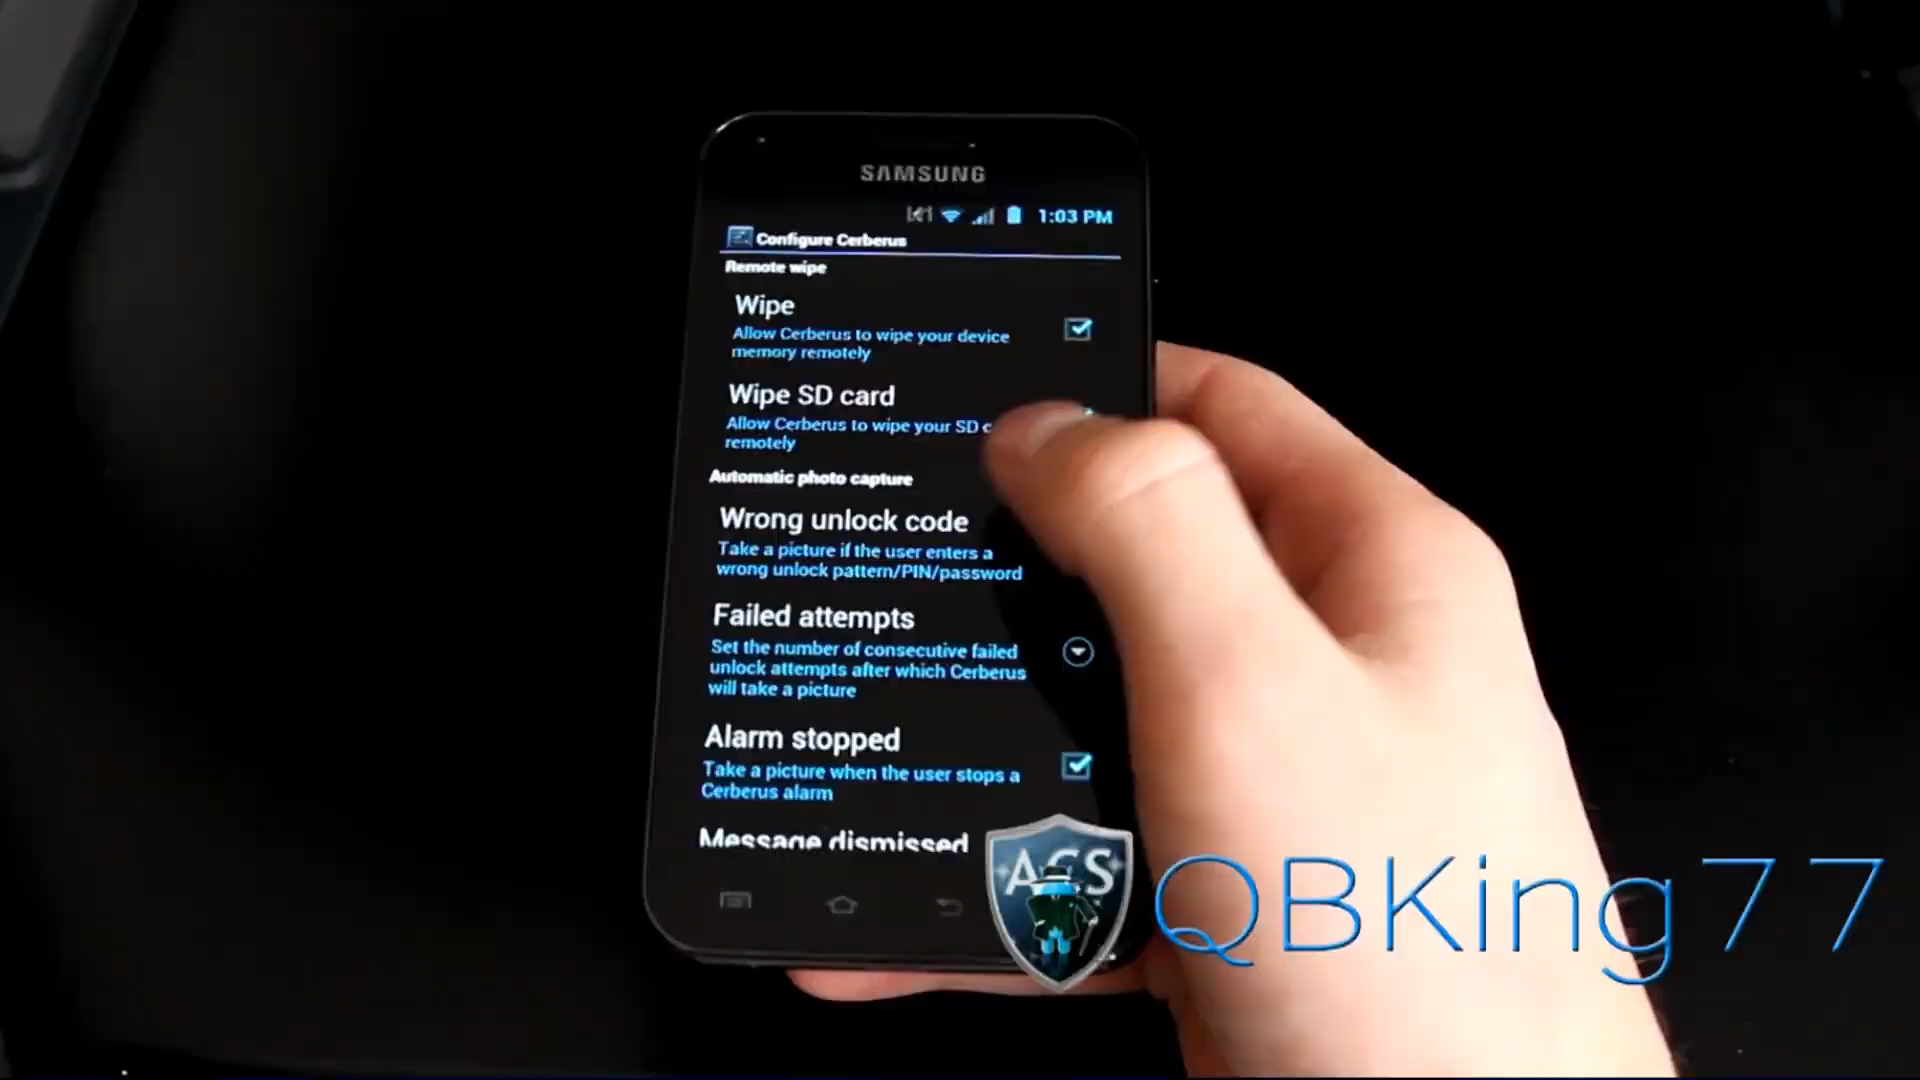 SAMSUNG
1:03 PM
Configure Cerberus
Remote wipe
Wipe
Allow Cerberus to wipe your device
memory remotely
Wipe SD card
Allow Cerberus to wipe your SD
remotely
Automatic photo capture
Wrong unlock code
Take a picture if the user enters a
wrong unlock pattern/PIN/password
Failed attempts
Set the number of consecutive failed
unlock attempts after which Cerberus
will take a picture
Alarm stopped
Take a picture when the user stops a
Cerberus alarm
Message dismissed
ACS
QBKing77